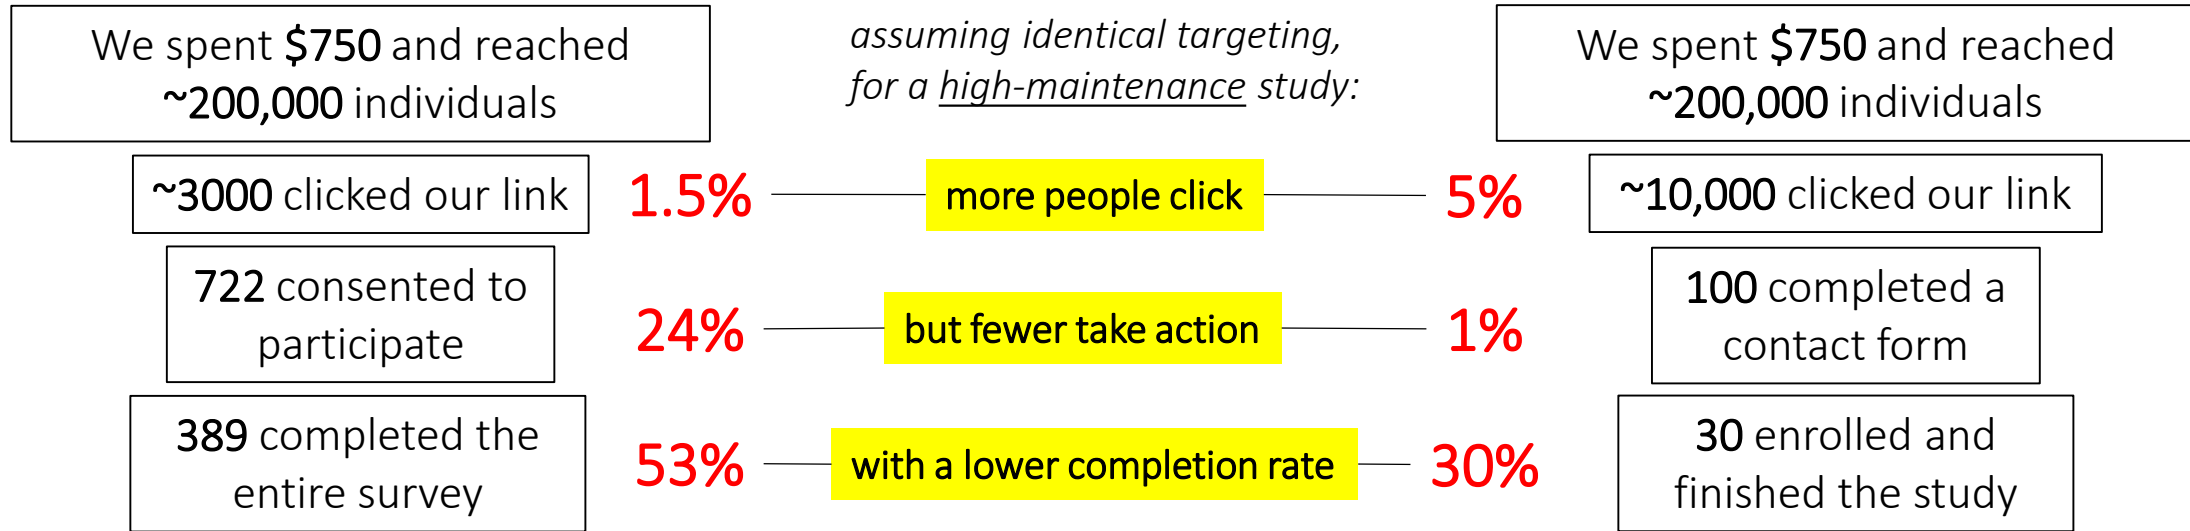 We spent $750 and reached
~200,000 individuals
assuming identical targeting,
for a high-maintenance study:
We spent $750 and reached
~200,000 individuals
~3000 clicked our link
1.5%
more people click
5%
~10,000 clicked our link
722 consented to
participate
24%
but fewer take action
1%
100 completed a
contact form
389 completed the
entire survey
53%
with a lower completion rate
30%
30 enrolled and
finished the study